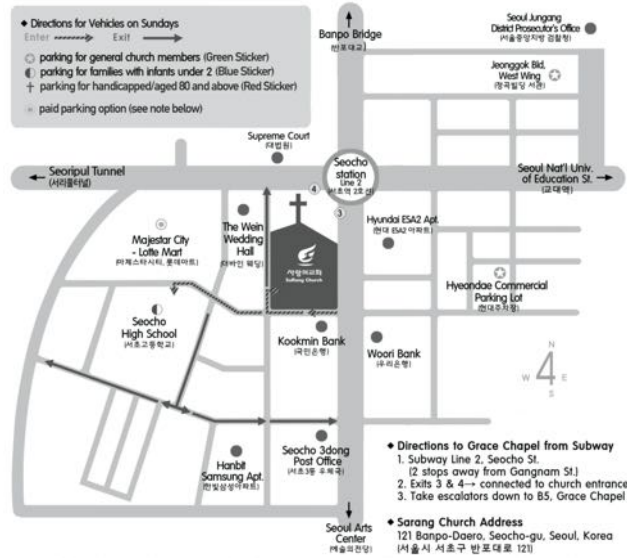 ◆ Directions for Vehicles on Sundays
Enter Exit
parking for general church members (Green Sticker)
parking for families with infants under 2 (Blue Sticker)
parking for handicapped/aged 80 and above (Red Sticker)
paid parking option (see note below)
Banpo Bridge
(반포대교)
Seoul Jungang
District Prosecutor's Office
(서울중앙지방 검찰청)
Jeonggok Bld,
West Wing
(정곡빌딩 서관)
Supreme Court
(대법원)
← Seoripul Tunnel
(서리풀터널)
Seocho
station
Line 2
(서초역 2호선)
Seoul Nat'l Univ. →
of Education St.
(교대역)
4
3
The Wein
Wedding
Hall
(더바인 웨딩)
사랑의교회
SaRang Church
Hyundai ESA2 Apt.
(현대 ESA2 아파트)
Majestar City
- Lotte Mart
(마제스타시티, 롯데마트)
Hyeondae Commercial
Parking Lot
(현대주차장)
Seocho
High School
(서초고등학교)
Kookmin Bank
(국민은행)
Woori Bank
(우리은행)
N
W 4 E
S
Hanbit
Samsung Apt.
(한빛삼성아파트)
Seocho 3dong
Post Office
(서초3동 우체국)
Seoul Arts
Center
(예술의전당)
◆ Directions to Grace Chapel from Subway
1. Subway Line 2, Seocho St.
(2 stops away from Gangnam St.)
2. Exits 3 & 4→ connected to church entrance
3. Take escalators down to B5, Grace Chapel
◆ Sarang Church Address
121 Banpo-Daero, Seocho-gu, Seoul, Korea
(서울시 서초구 반포대로 121)